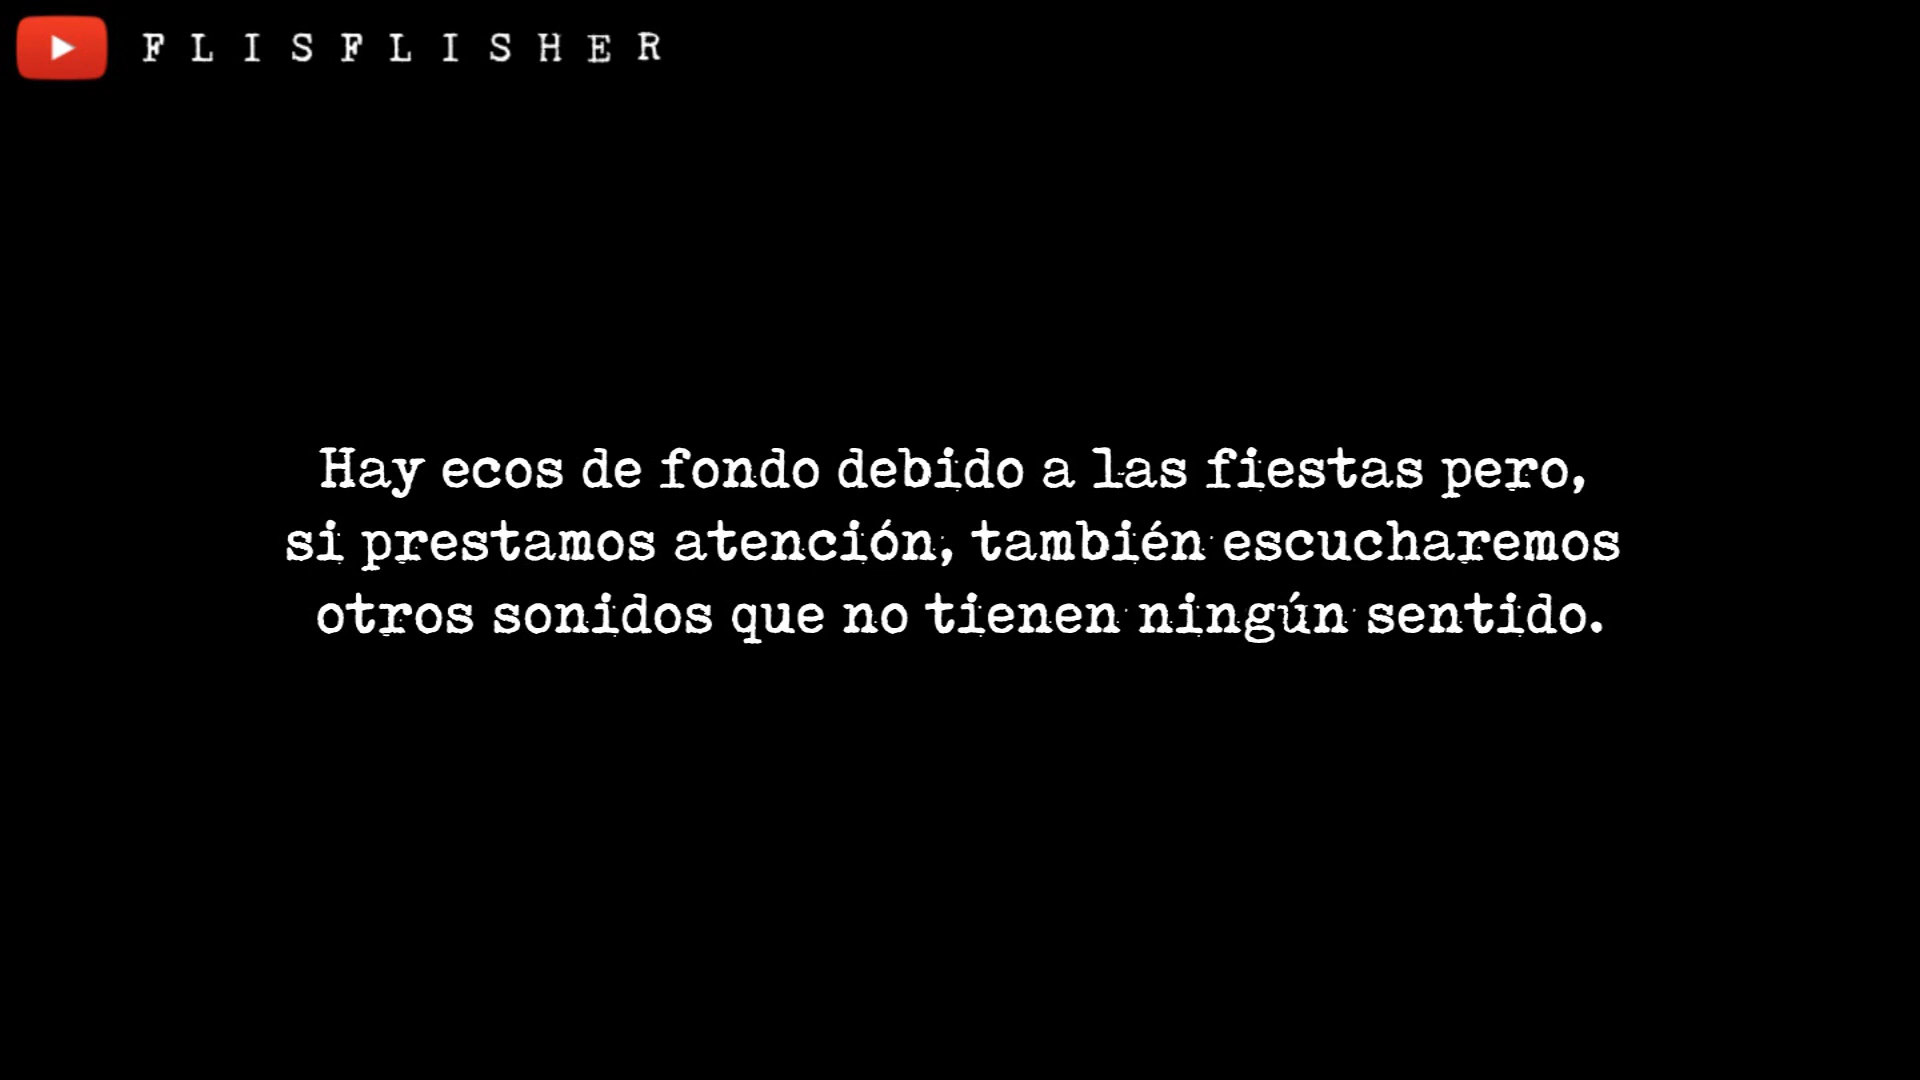 FLISFLISHER
Hay ecos de fondo debido a las fiestas pero,
si prestamos atención, también escucharemos
otros sonidos que no tienen ningún sentido.